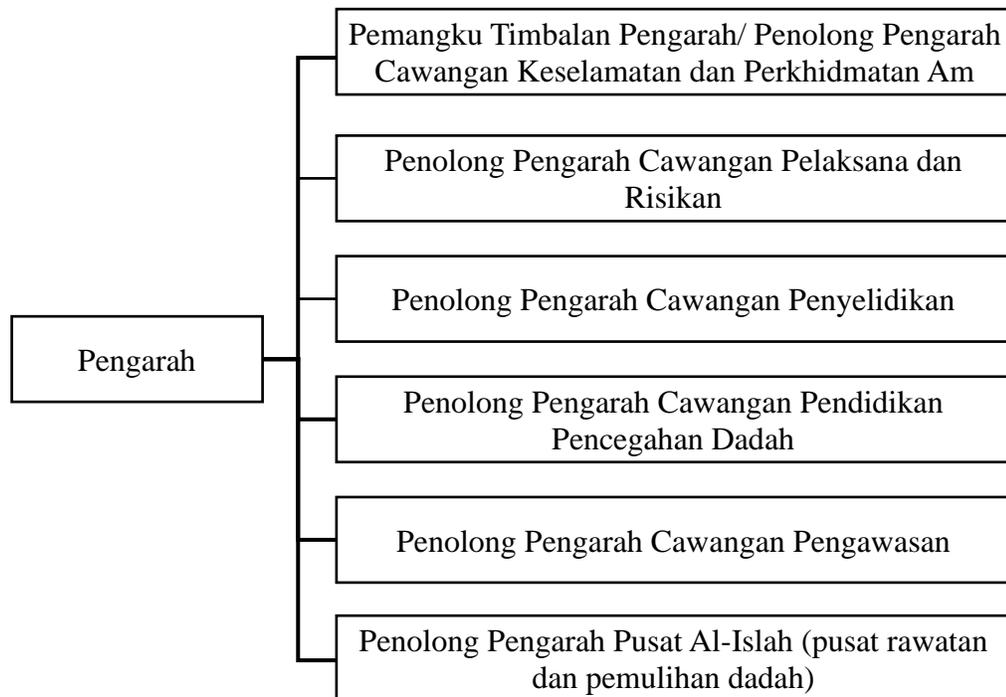 Pemangku Timbalan Pengarah/ Penolong Pengarah
Cawangan Keselamatan dan Perkhidmatan Am
Penolong Pengarah Cawangan Pelaksana dan
Risikan
Penolong Pengarah Cawangan Penyelidikan
Pengarah
Penolong Pengarah Cawangan Pendidikan
Pencegahan Dadah
Penolong Pengarah Cawangan Pengawasan
Penolong Pengarah Pusat Al-Islah (pusat rawatan
dan pemulihan dadah)